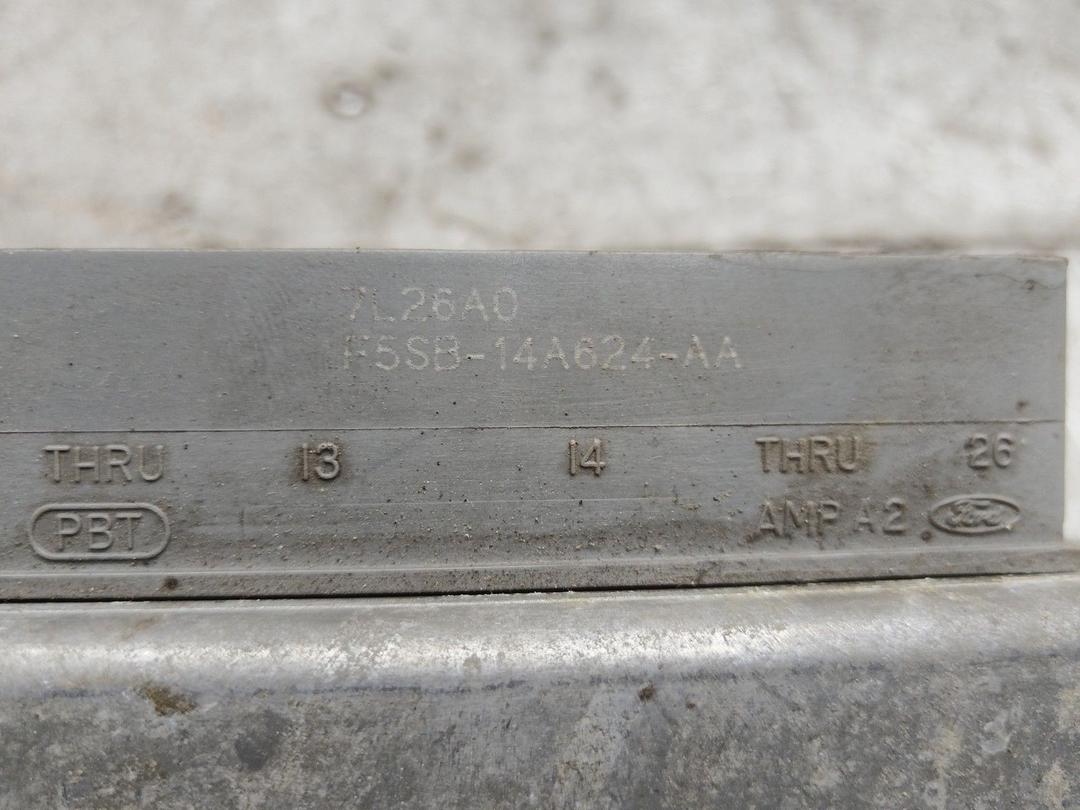 7L26A0
F5SB-14A624-AA
THRU 13 14 THRU 26
PBT AMP A2 Ford